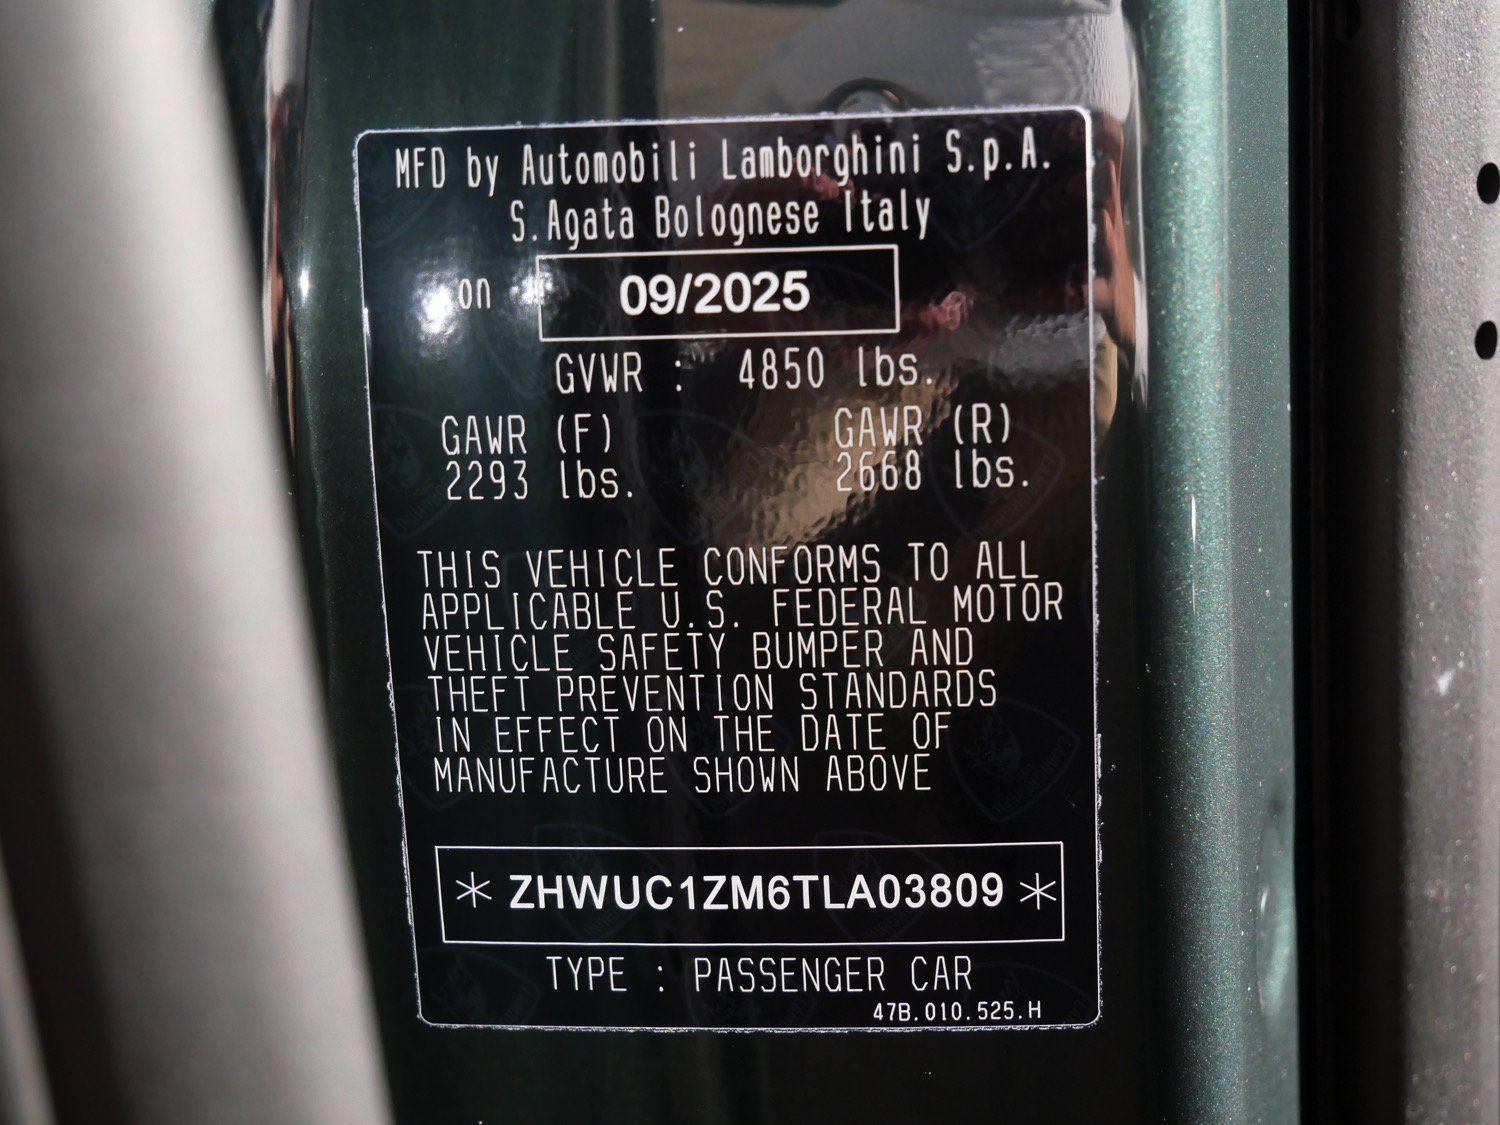 MFD by Automobili Lamborghini S.p.A.
S.Agata Bolognese Italy
on 09/2025
GVWR : 4850 lbs.
GAWR (F) GAWR (R)
2293 lbs. 2668 lbs.
THIS VEHICLE CONFORMS TO ALL
APPLICABLE U.S. FEDERAL MOTOR
VEHICLE SAFETY BUMPER AND
THEFT PREVENTION STANDARDS
IN EFFECT ON THE DATE OF
MANUFACTURE SHOWN ABOVE
* ZHWUC1ZM6TLA03809 *
TYPE : PASSENGER CAR
47B.010.525.H